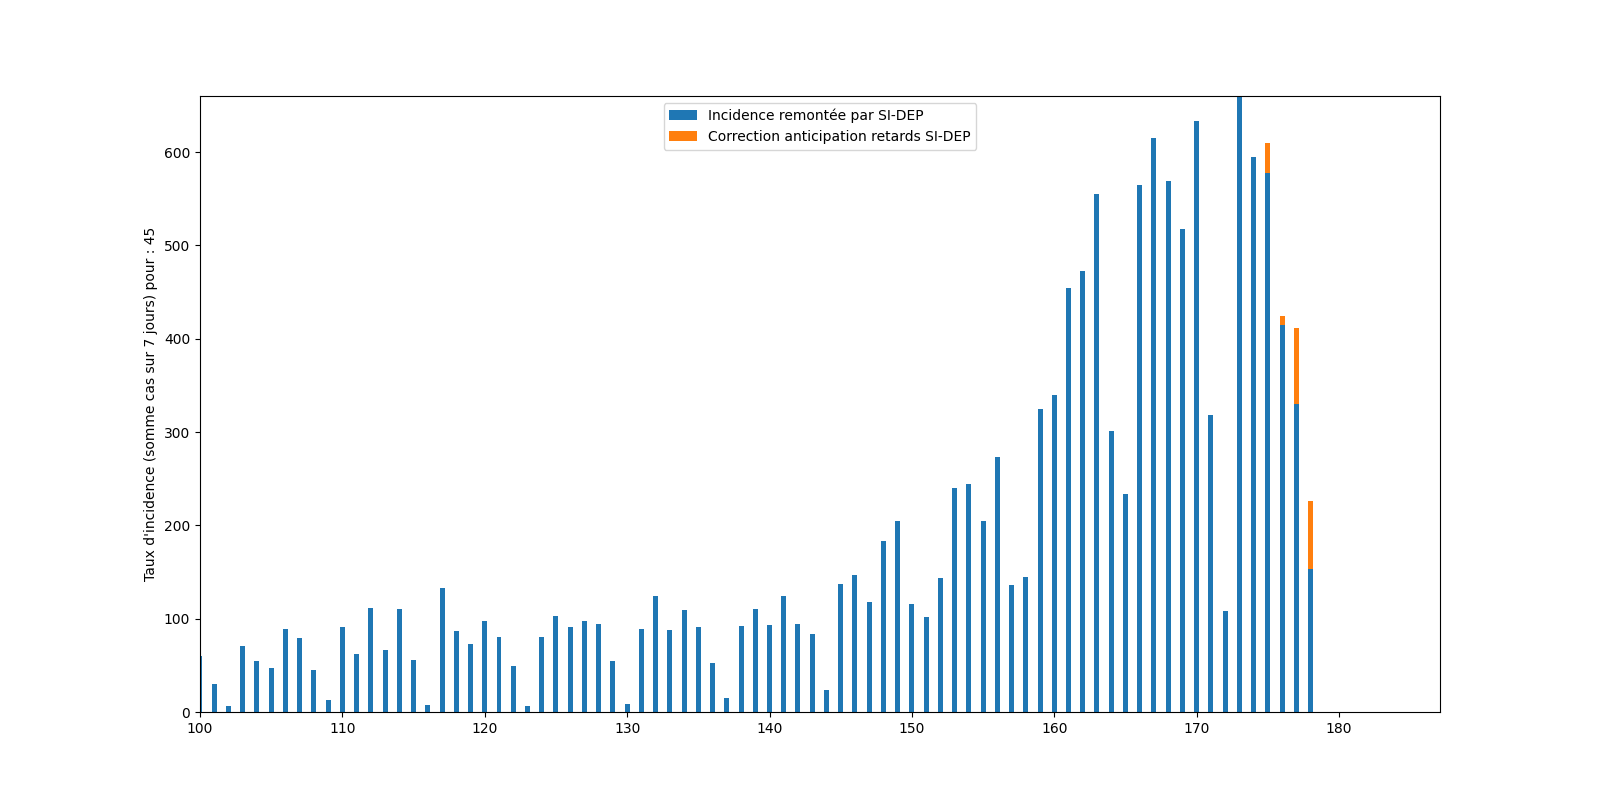 Incidence remontée par SI-DEP
Correction anticipation retards SI-DEP
Taux d'incidence (somme cas sur 7 jours) pour : 45
600
500
400
300
200
100
0
100 110 120 130 140 150 160 170 180